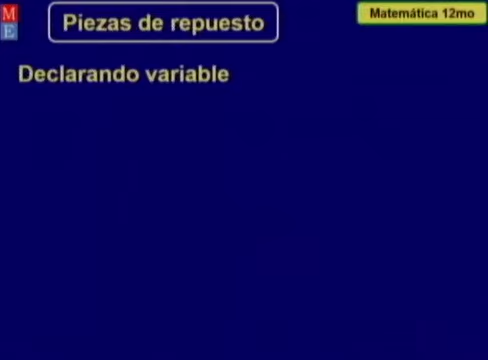 M
E
Piezas de repuesto
Matemática 12mo
Declarando variable